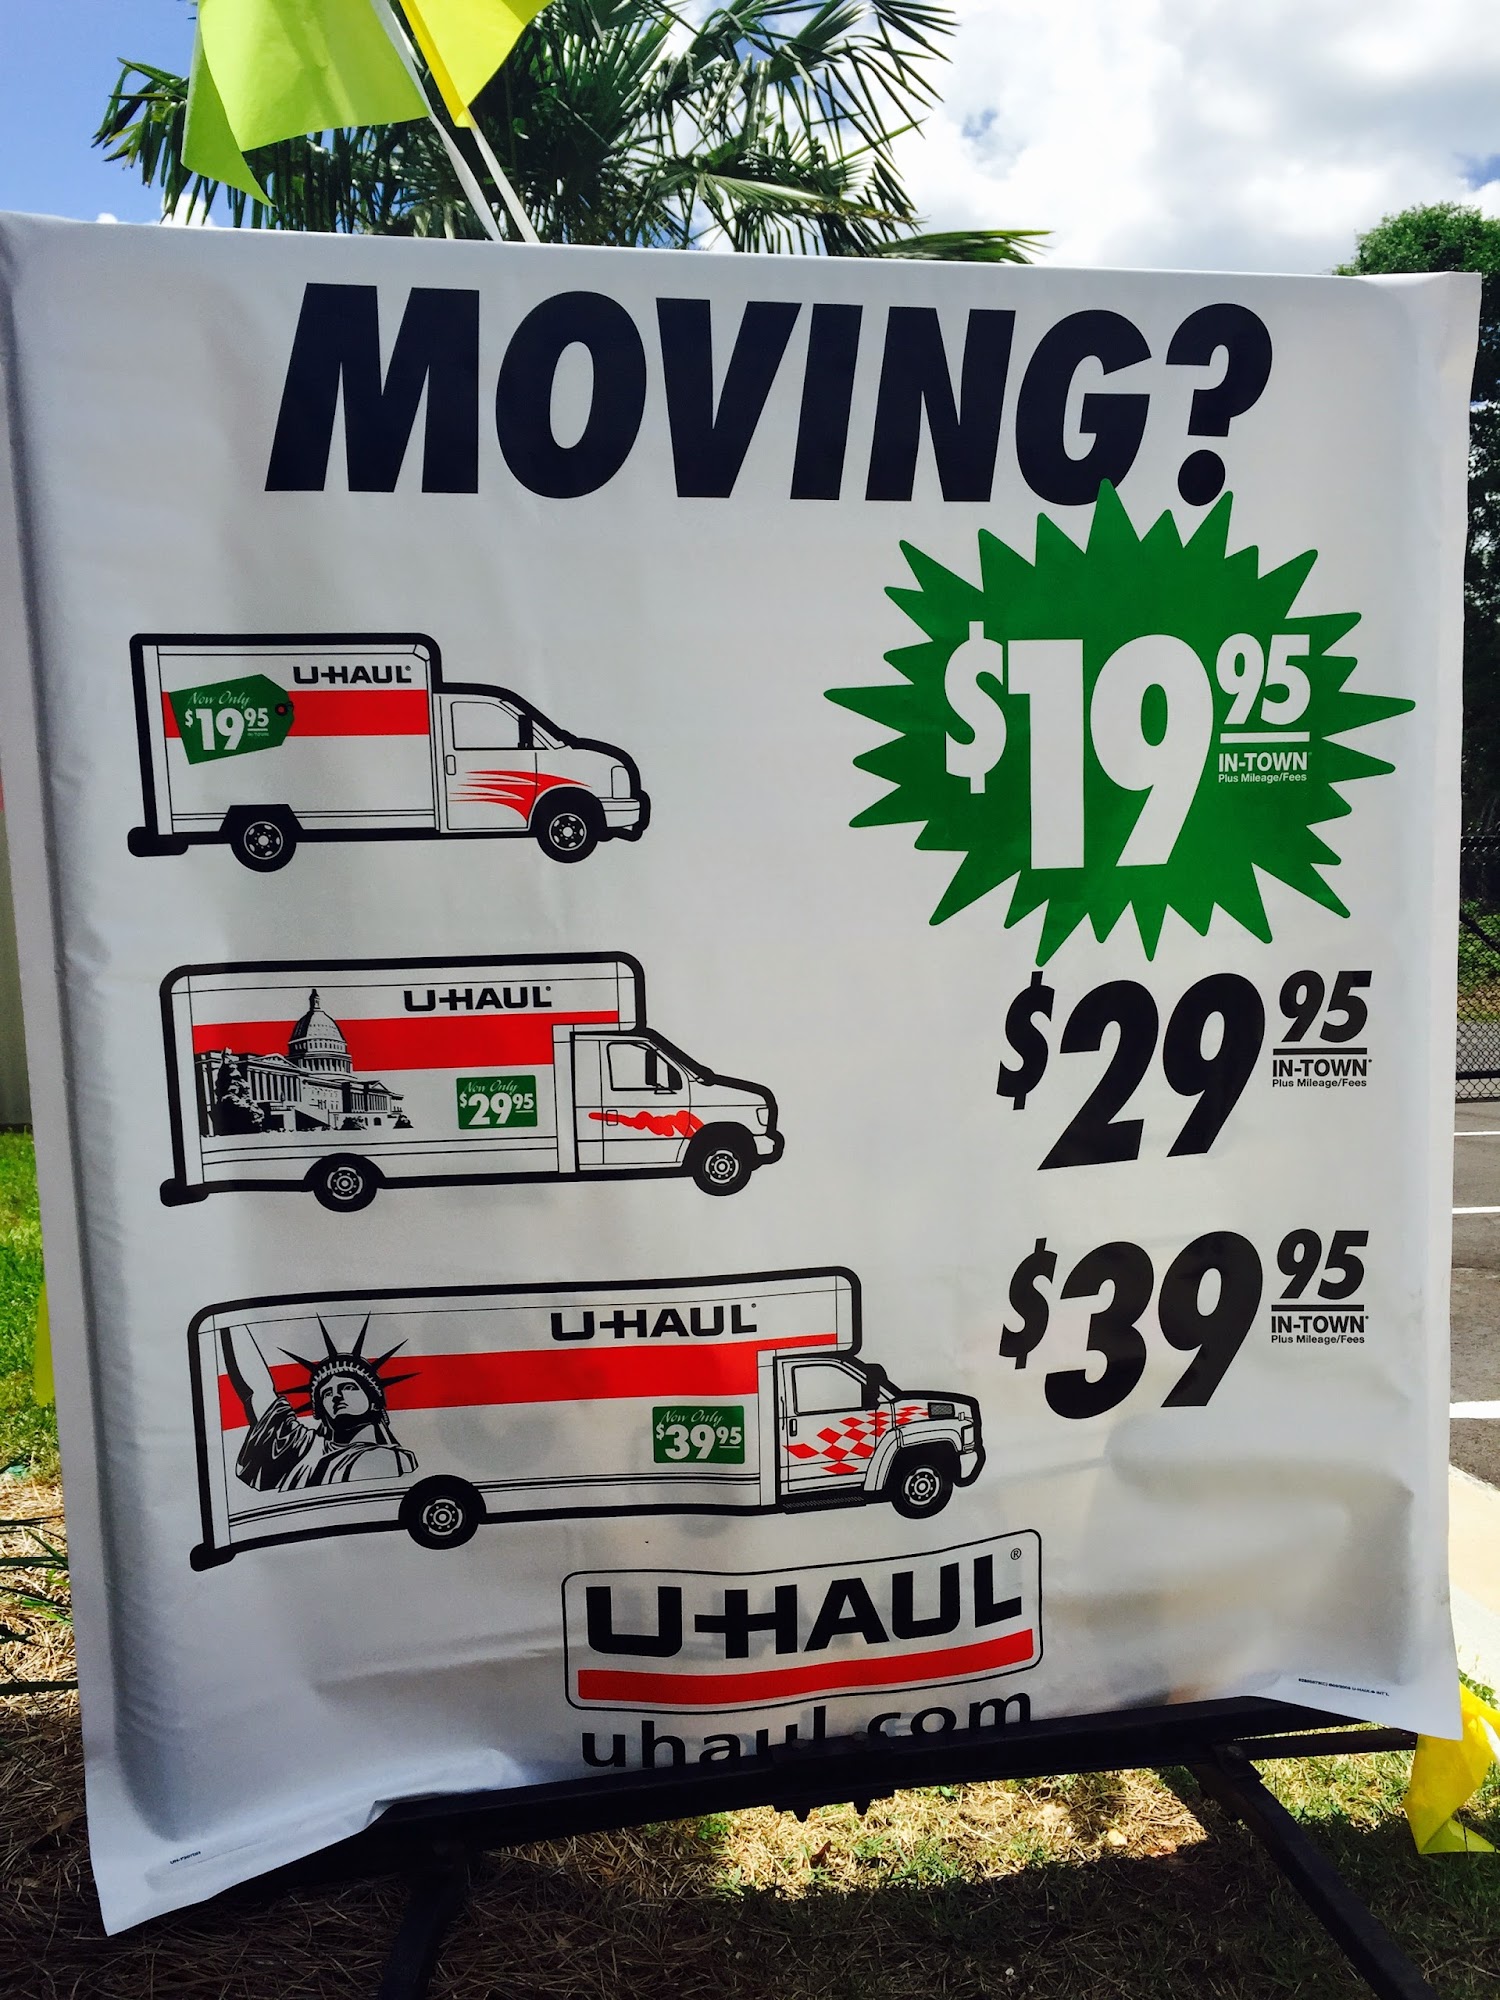 MOVING?
U-HAUL®
Now Only
$19 95
$19 95
IN-TOWN
Plus Mileage/Fees
U-HAUL®
Now Only
$29 95
$29 95
IN-TOWN*
Plus Mileage/Fees
U-HAUL®
Now Only
$39 95
$39 95
IN-TOWN*
Plus Mileage/Fees
U-HAUL®
uhaul.com